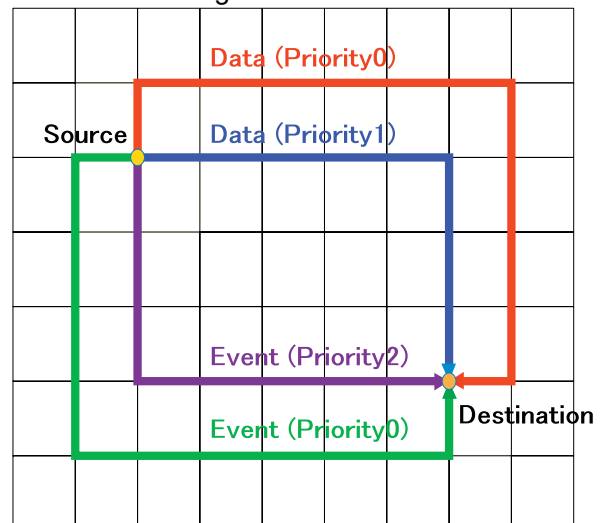 Data (Priority0)
Source
Data (Priority1)
Event (Priority2)
Destination
Event (Priority0)